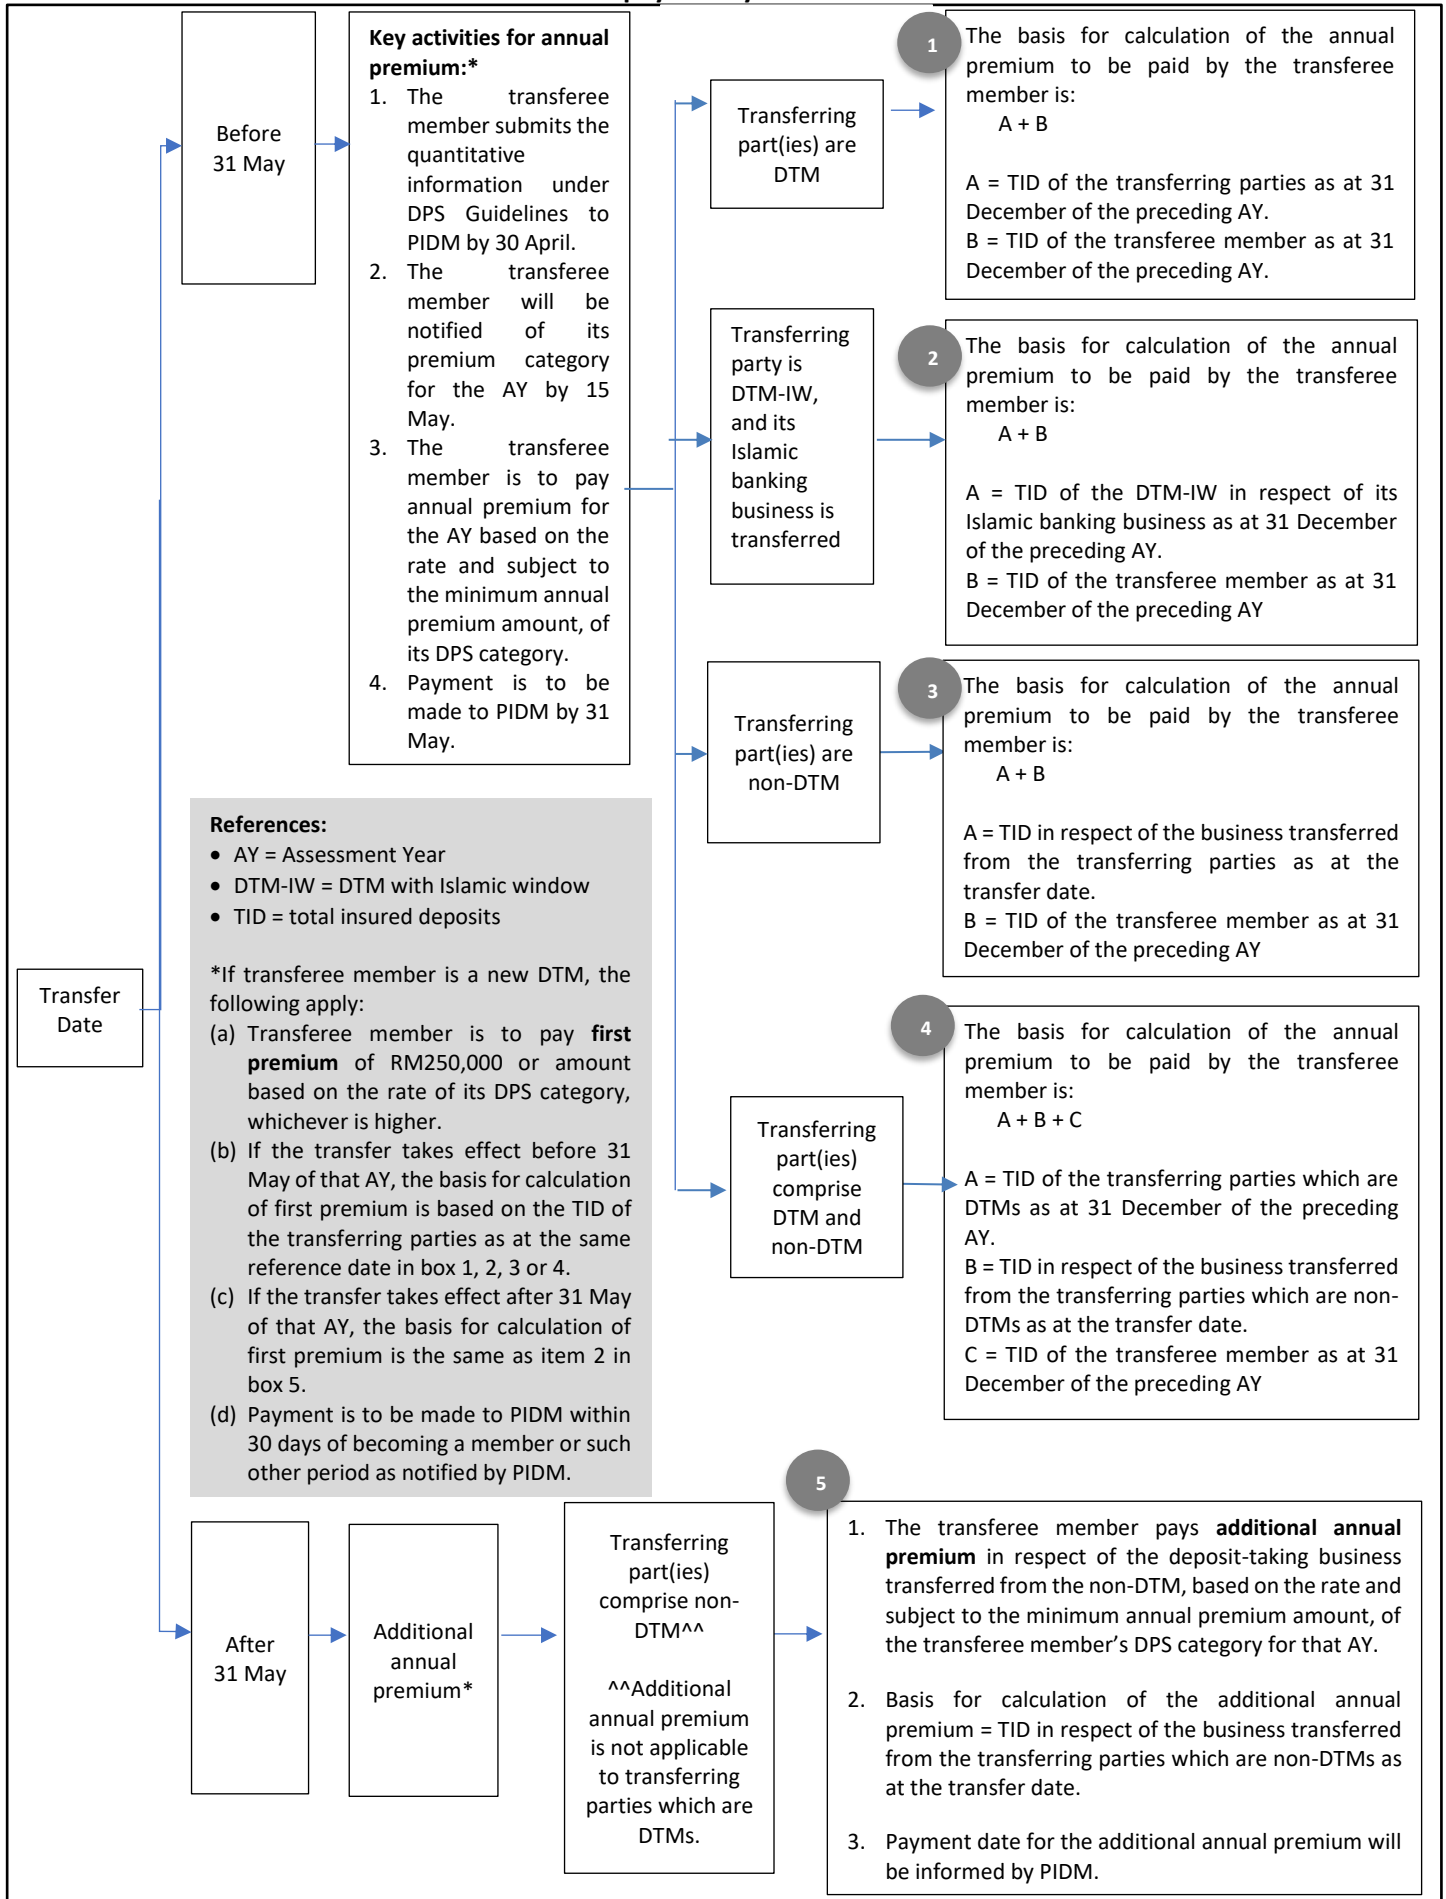 Transfer
Date
Before
31 May
Key activities for annual
premium:*
1. The transferee
member submits the
quantitative
information under
DPS Guidelines to
PIDM by 30 April.
2. The transferee
member will be
notified of its
premium category
for the AY by 15
May.
3. The transferee
member is to pay
annual premium for
the AY based on the
rate and subject to
the minimum annual
premium amount, of
its DPS category.
4. Payment is to be
made to PIDM by 31
May.
Transferring
part(ies) are
DTM
1
The basis for calculation of the annual
premium to be paid by the transferee
member is:
A + B
A = TID of the transferring parties as at 31
December of the preceding AY.
B = TID of the transferee member as at 31
December of the preceding AY.
Transferring
party is
DTM-IW,
and its
Islamic
banking
business is
transferred
2
The basis for calculation of the annual
premium to be paid by the transferee
member is:
A + B
A = TID of the DTM-IW in respect of its
Islamic banking business as at 31 December
of the preceding AY.
B = TID of the transferee member as at 31
December of the preceding AY
Transferring
part(ies) are
non-DTM
3
The basis for calculation of the annual
premium to be paid by the transferee
member is:
A + B
A = TID in respect of the business transferred
from the transferring parties as at the
transfer date.
B = TID of the transferee member as at 31
December of the preceding AY
Transferring
part(ies)
comprise
DTM and
non-DTM
4
The basis for calculation of the annual
premium to be paid by the transferee
member is:
A + B + C
A = TID of the transferring parties which are
DTMs as at 31 December of the preceding
AY.
B = TID in respect of the business transferred
from the transferring parties which are non-
DTMs as at the transfer date.
C = TID of the transferee member as at 31
December of the preceding AY
References:
• AY = Assessment Year
• DTM-IW = DTM with Islamic window
• TID = total insured deposits
*If transferee member is a new DTM, the
following apply:
(a) Transferee member is to pay first
premium of RM250,000 or amount
based on the rate of its DPS category,
whichever is higher.
(b) If the transfer takes effect before 31
May of that AY, the basis for calculation
of first premium is based on the TID of
the transferring parties as at the same
reference date in box 1, 2, 3 or 4.
(c) If the transfer takes effect after 31 May
of that AY, the basis for calculation of
first premium is the same as item 2 in
box 5.
(d) Payment is to be made to PIDM within
30 days of becoming a member or such
other period as notified by PIDM.
After
31 May
Additional
annual
premium*
Transferring
part(ies)
comprise non-
DTM^^
^^Additional
annual premium
is not applicable
to transferring
parties which are
DTMs.
5
1. The transferee member pays additional annual
premium in respect of the deposit-taking business
transferred from the non-DTM, based on the rate and
subject to the minimum annual premium amount, of
the transferee member’s DPS category for that AY.
2. Basis for calculation of the additional annual
premium = TID in respect of the business transferred
from the transferring parties which are non-DTMs as
at the transfer date.
3. Payment date for the additional annual premium will
be informed by PIDM.